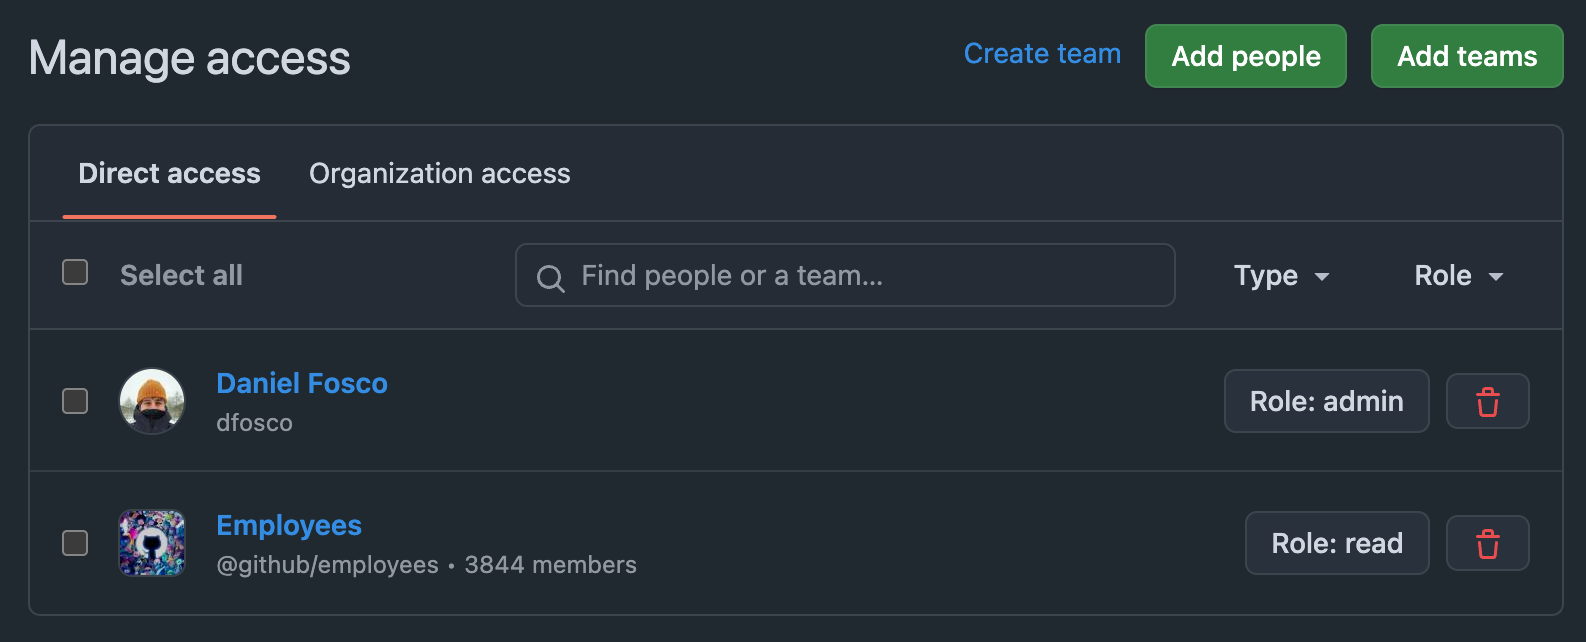 Manage access
Create team
Add people
Add teams
Direct access
Organization access
Select all
Find people or a team...
Type
Role
Daniel Fosco
dfosco
Role: admin
Employees
@github/employees • 3844 members
Role: read